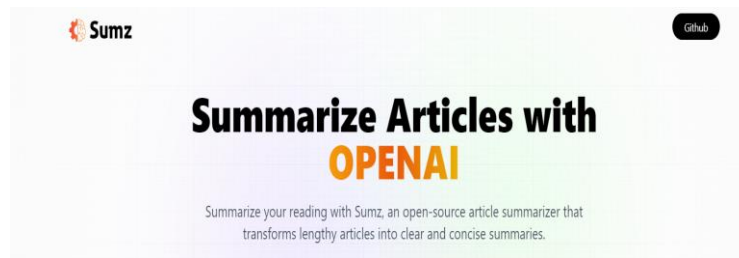 Sumz
Github
Summarize Articles with
OPENAI
Summarize your reading with Sumz, an open-source article summarizer that
transforms lengthy articles into clear and concise summaries.